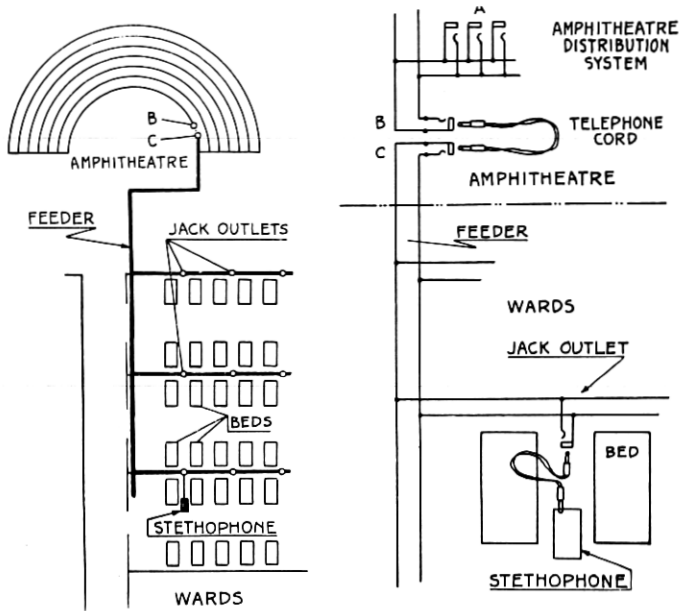 B
C
AMPHITHEATRE
FEEDER
JACK OUTLETS
BEDS
STETHOPHONE
WARDS
A
AMPHITHEATRE
DISTRIBUTION
SYSTEM
B
TELEPHONE
CORD
C
AMPHITHEATRE
FEEDER
WARDS
JACK OUTLET
BED
STETHOPHONE